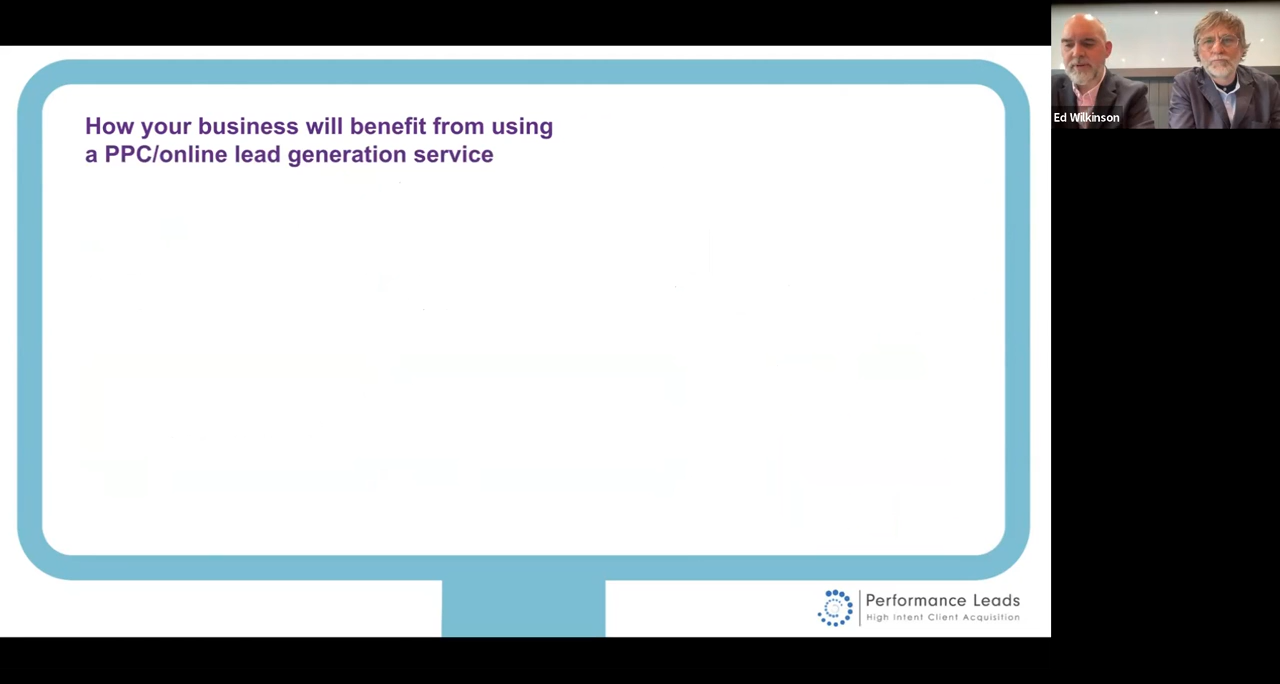 How your business will benefit from using
a PPC/online lead generation service
Ed Wilkinson
Performance Leads
High Intent Client Acquisition